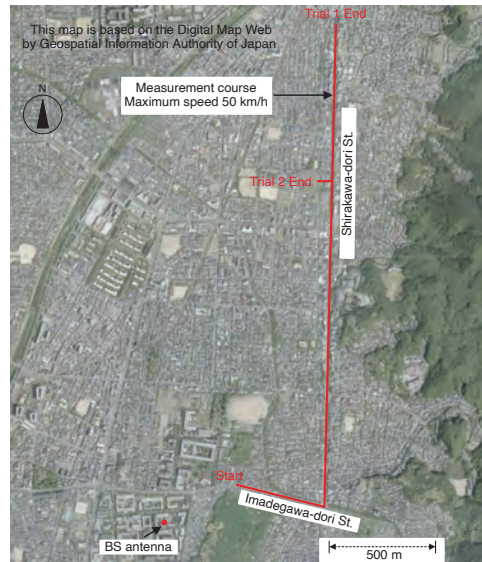 Trial 1 End
This map is based on the Digital Map Web
by Geospatial Information Authority of Japan
Measurement course
Maximum speed 50 km/h
N
Shirakawa-dori St.
Trial 2 End
Start
Imadegawa-dori St.
BS antenna
500 m